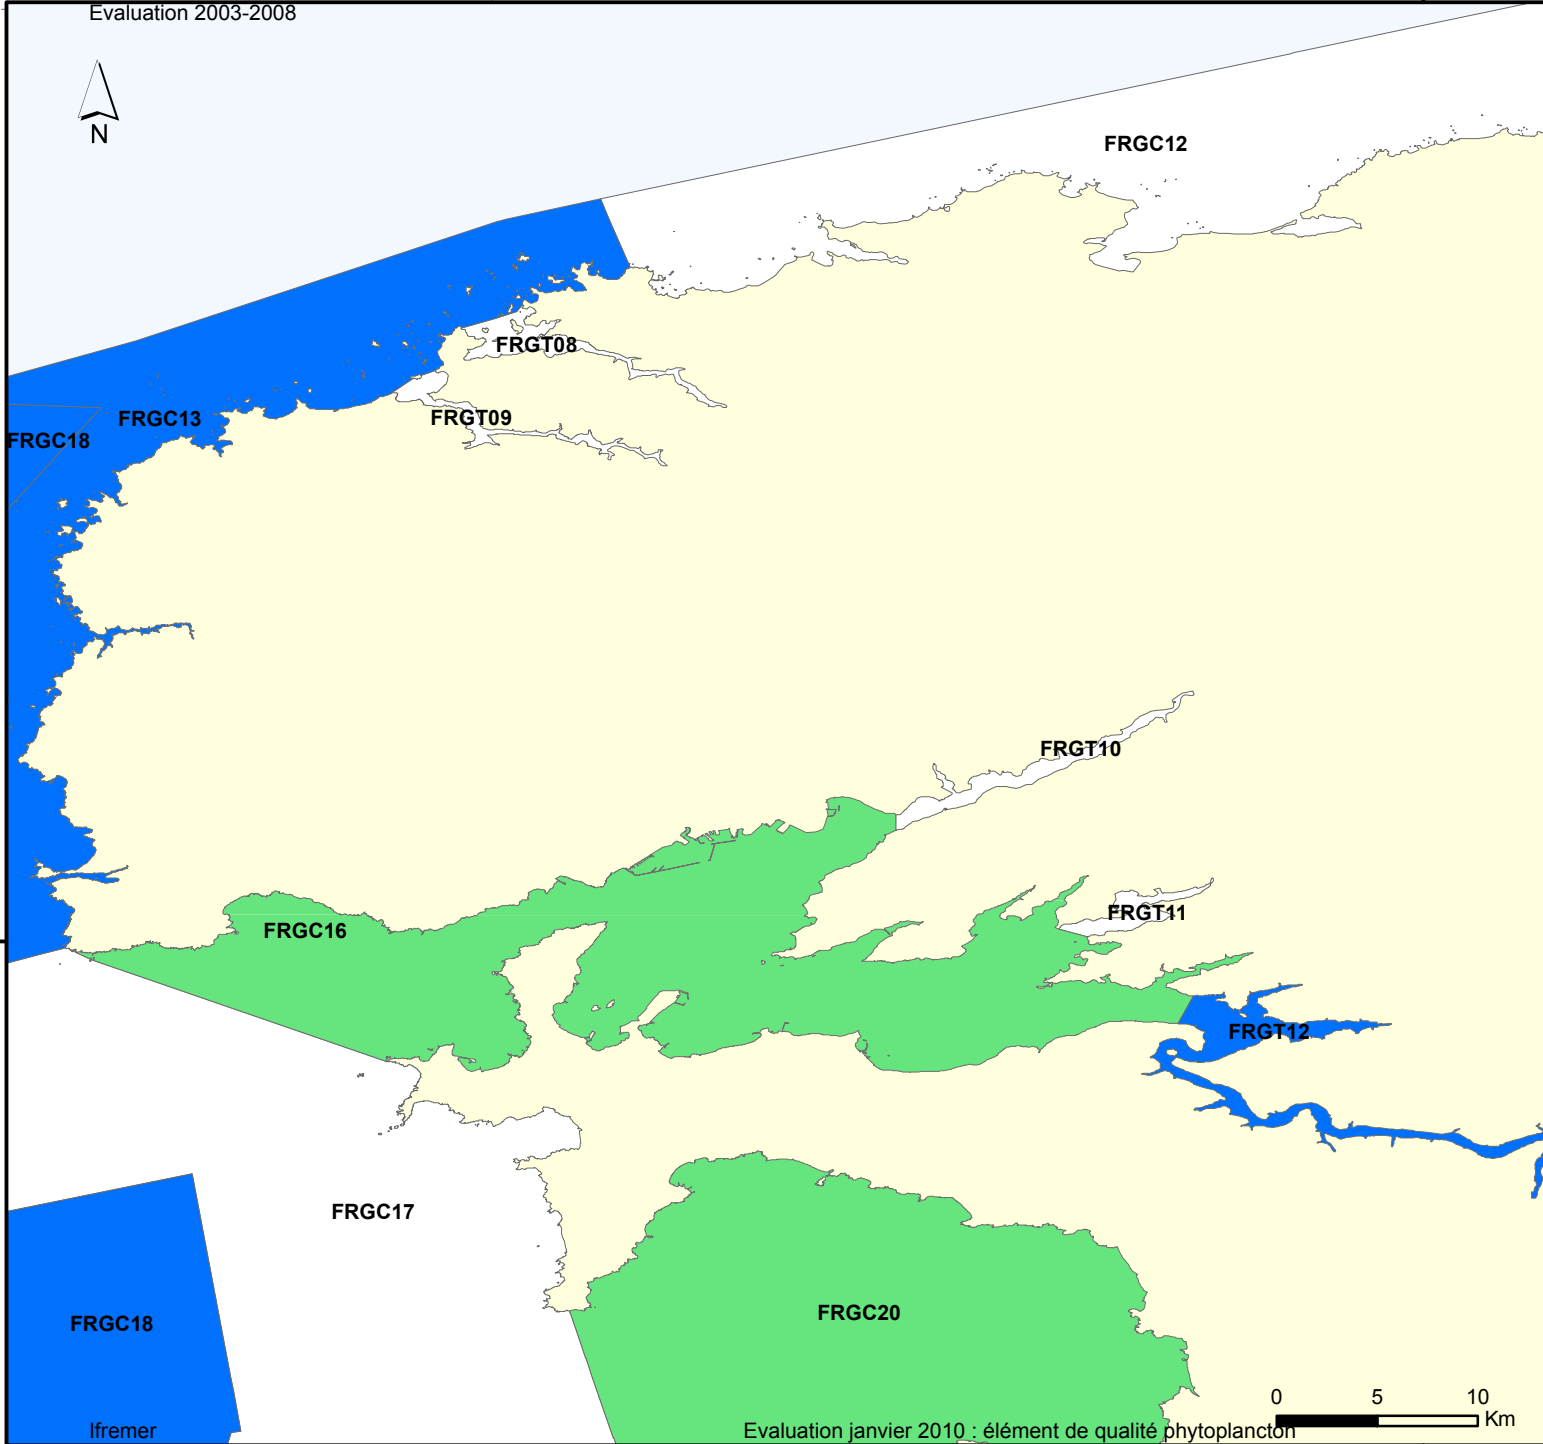 Evaluation 2003-2008
N
FRGC12
FRGT08
FRGT09
FRGC13
FRGC18
FRGT10
FRGT11
FRGC16
FRGT12
FRGC17
FRGC20
FRGC18
0 5 10
Km
Ifremer
Evaluation janvier 2010 : élément de qualité phytoplancton